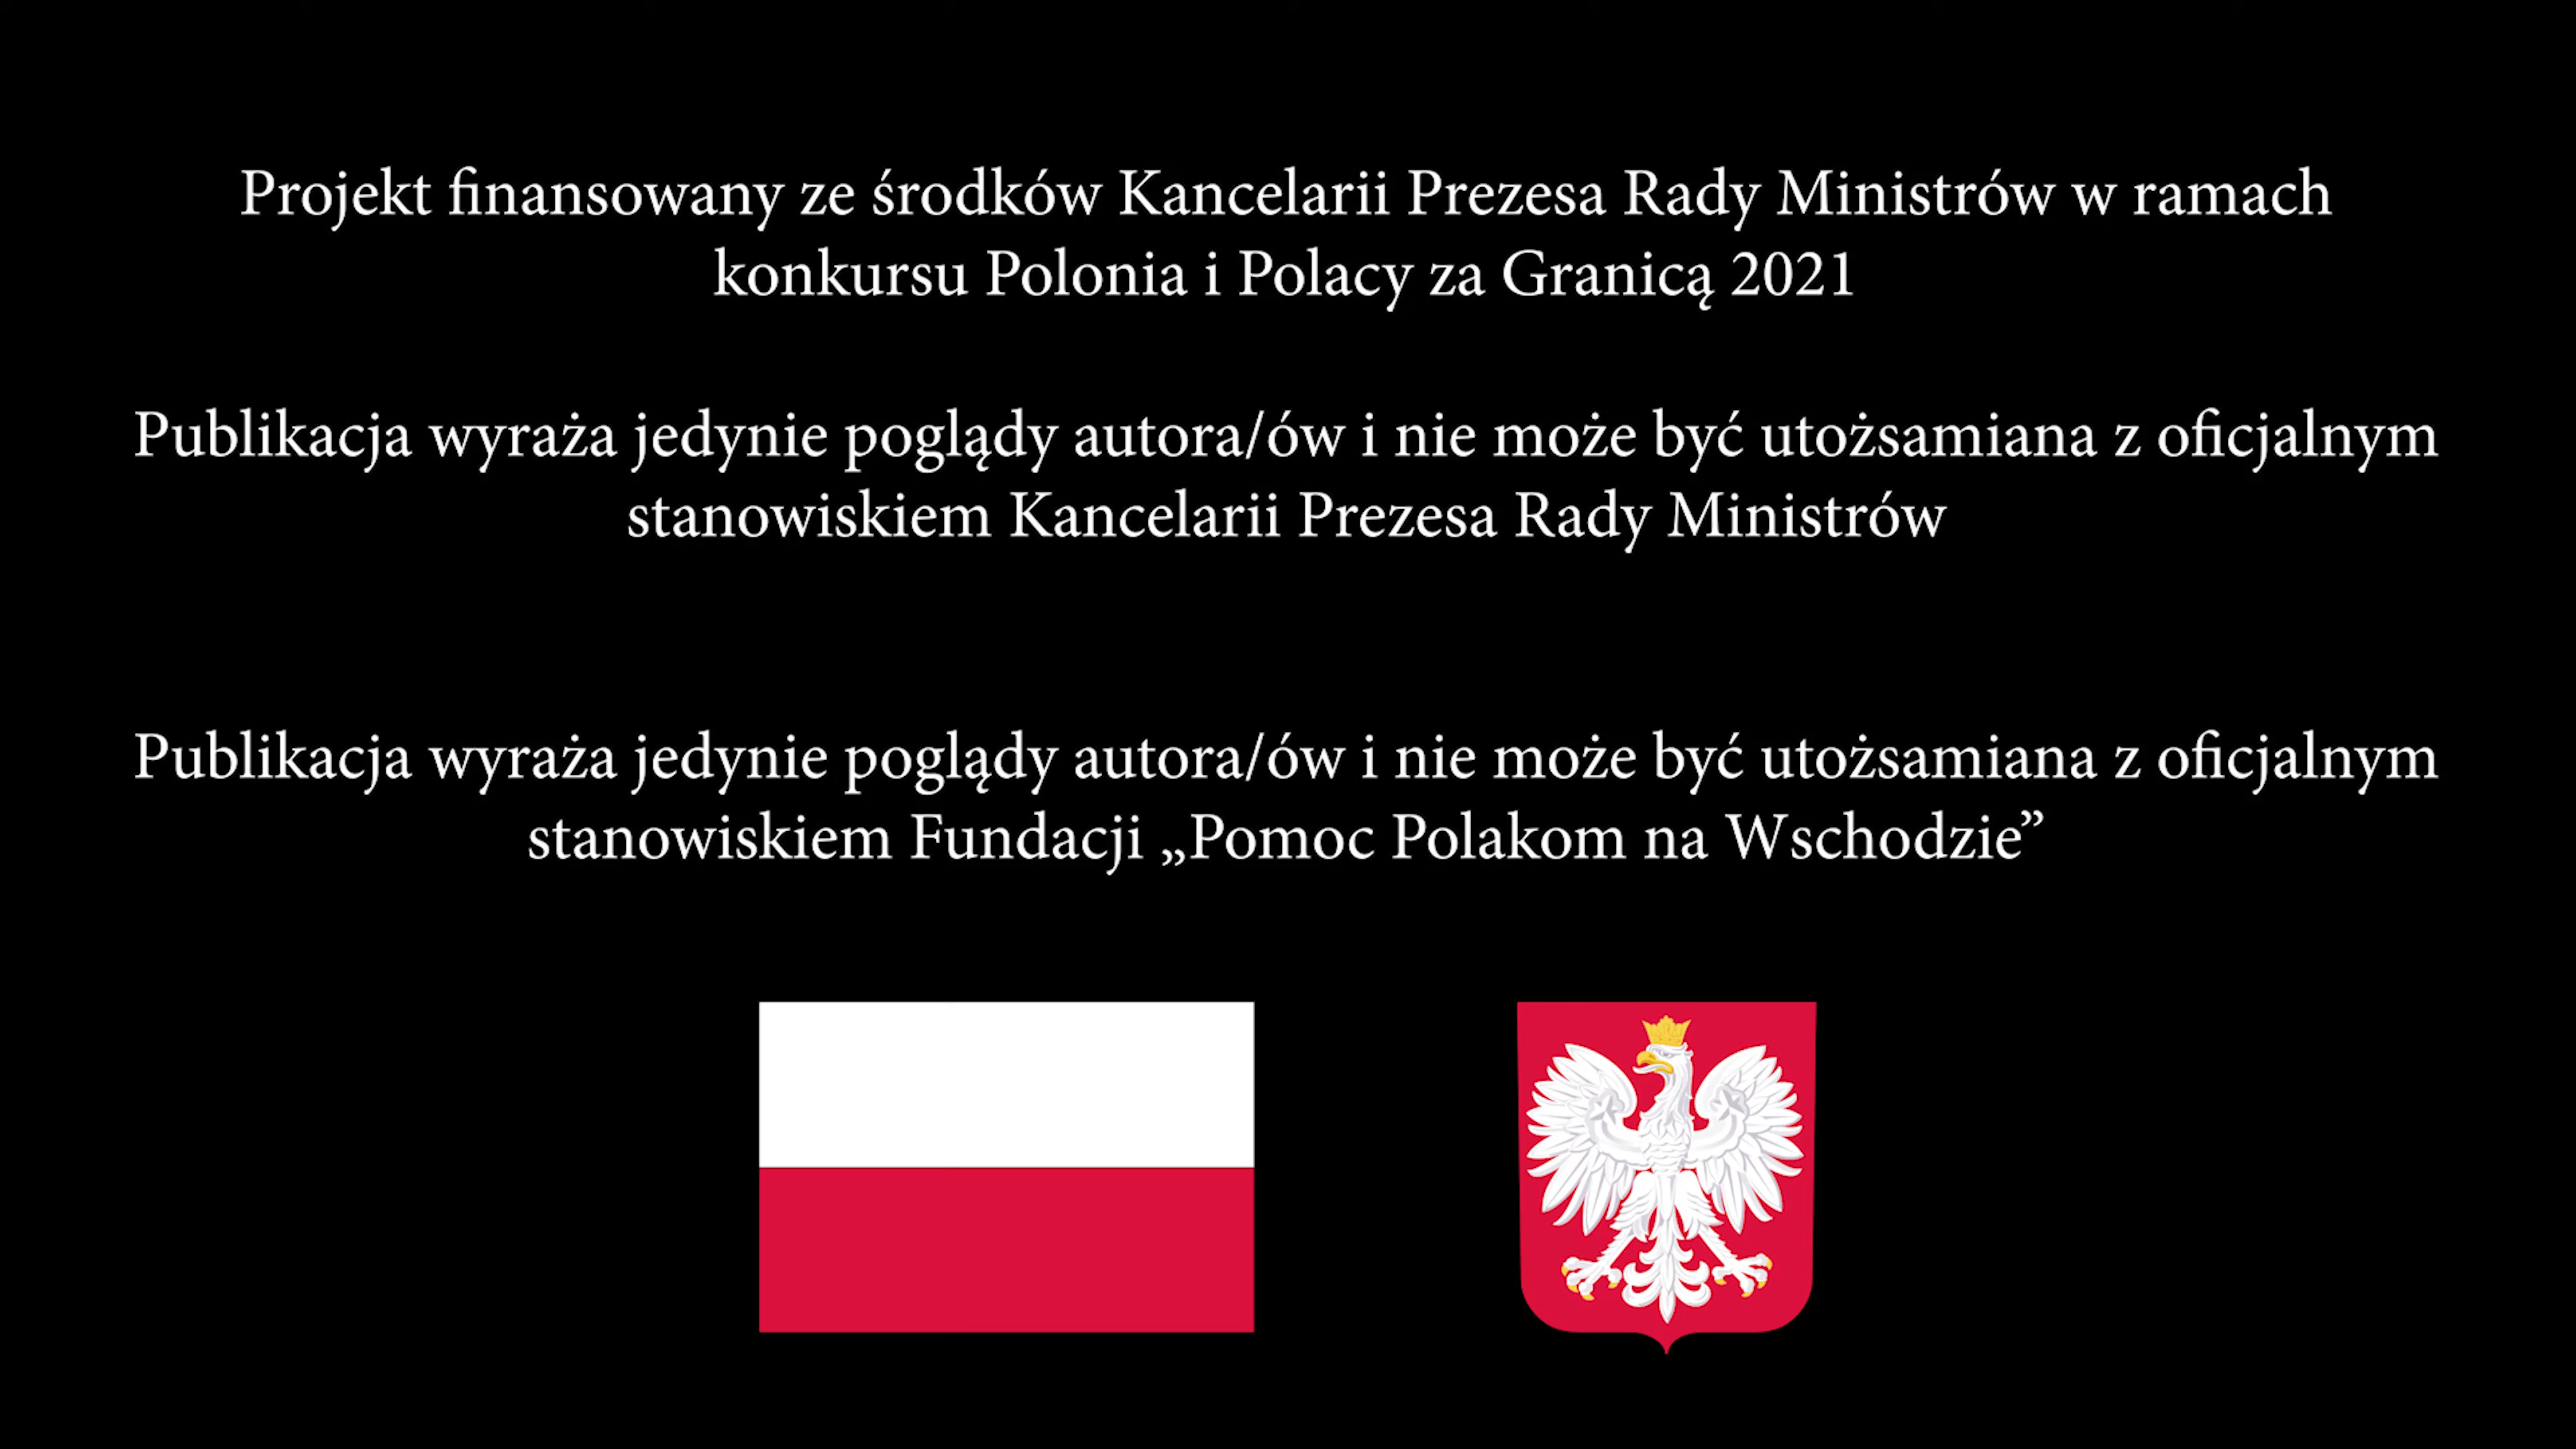 Projekt finansowany ze środków Kancelarii Prezesa Rady Ministrów w ramach
konkursu Polonia i Polacy za Granicą 2021
Publikacja wyraża jedynie poglądy autora/ów i nie może być utożsamiana z oficjalnym
stanowiskiem Kancelarii Prezesa Rady Ministrów
Publikacja wyraża jedynie poglądy autora/ów i nie może być utożsamiana z oficjalnym
stanowiskiem Fundacji „Pomoc Polakom na Wschodzie”